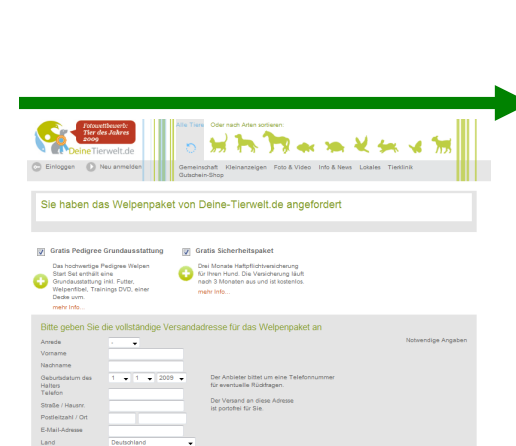 Fotowettbewerb:
Tier des Jahres
2009
DeineTierwelt.de
Alle Tiere
Oder nach Arten sortieren:
Einloggen
Neu anmelden
Gemeinschaft Kleinanzeigen Foto & Video Info & News Lokales Tierklinik
Gutschein-Shop
Sie haben das Welpenpaket von Deine-Tierwelt.de angefordert
Gratis Pedigree Grundausstattung
Das hochwertige Pedigree Welpen
Start Set enthält eine
Grundausstattung inkl. Futter,
Welpenfibel, Trainings DVD, einer
Decke uvm.
mehr Info...
Gratis Sicherheitspaket
Drei Monate Haftpflichtversicherung
für Ihren Hund. Die Versicherung läuft
nach 3 Monaten aus und ist kostenlos.
mehr Info...
Bitte geben Sie die vollständige Versandadresse für das Welpenpaket an
Notwendige Angaben
Anrede -
Vorname
Nachname
Geburtsdatum des
Halters
1 1 2009
Telefon
Der Anbieter bittet um eine Telefonnummer
für eventuelle Rückfragen.
Straße / Hausnr.
Der Versand an diese Adresse
ist portofrei für Sie.
Postleitzahl / Ort
E-Mail-Adresse
Land Deutschland